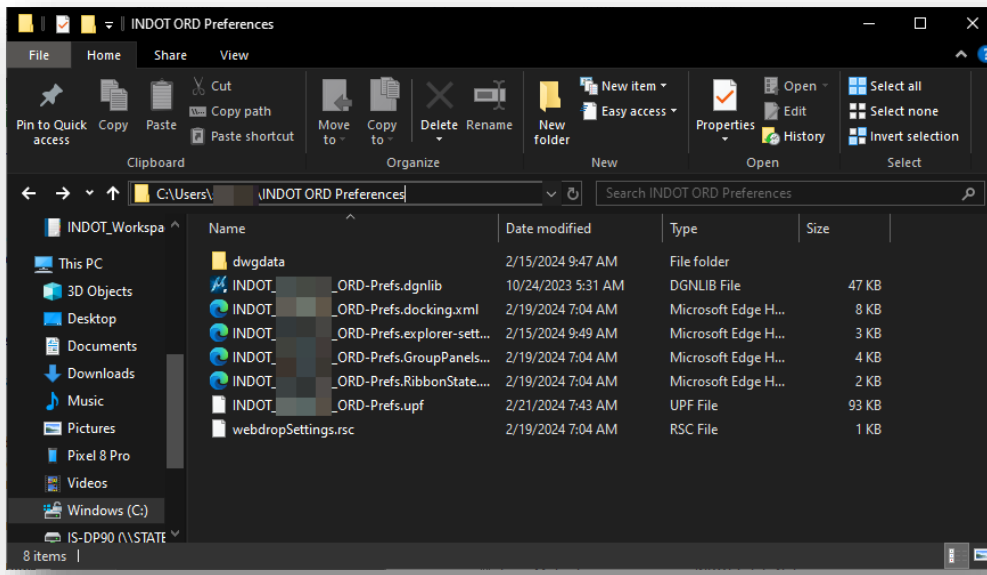 INDOT ORD Preferences
File Home Share View
Pin to Quick access
Copy
Paste
Cut
Copy path
Paste shortcut
Clipboard
Move to
Copy to
Delete
Rename
Organize
New folder
New item
Easy access
New
Properties
Open
Edit
History
Open
Select all
Select none
Invert selection
Select
C:\Users\ \INDOT ORD Preferences
Search INDOT ORD Preferences
INDOT_Workspa
This PC
3D Objects
Desktop
Documents
Downloads
Music
Pictures
Pixel 8 Pro
Videos
Windows (C:)
IS-DP90 (\\STATE
Name Date modified Type Size
dwgdata 2/15/2024 9:47 AM File folder
INDOT_ _ORD-Prefs.dgnlib 10/24/2023 5:31 AM DGNLIB File 47 KB
INDOT_ _ORD-Prefs.docking.xml 2/19/2024 7:04 AM Microsoft Edge H... 8 KB
INDOT_ _ORD-Prefs.explorer-sett... 2/15/2024 9:49 AM Microsoft Edge H... 3 KB
INDOT_ _ORD-Prefs.GroupPanels... 2/19/2024 7:04 AM Microsoft Edge H... 4 KB
INDOT_ _ORD-Prefs.RibbonState.... 2/19/2024 7:04 AM Microsoft Edge H... 2 KB
INDOT_ _ORD-Prefs.upf 2/21/2024 7:43 AM UPF File 93 KB
webdropSettings.rsc 2/19/2024 7:04 AM RSC File 1 KB
8 items